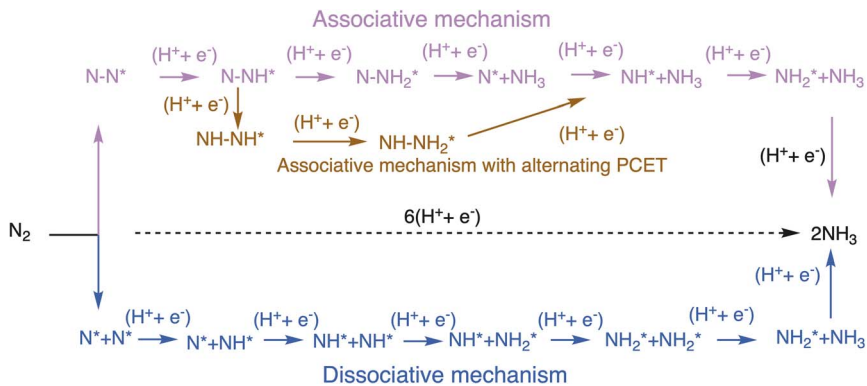 Associative mechanism
(H⁺+ e⁻) (H⁺+ e⁻) (H⁺+ e⁻) (H⁺+ e⁻) (H⁺+ e⁻)
N-N* N-NH* N-NH₂* N*+NH₃ NH*+NH₃ NH₂*+NH₃
(H⁺+ e⁻)
(H⁺+ e⁻)
NH-NH* NH-NH₂* (H⁺+ e⁻)
Associative mechanism with alternating PCET
(H⁺+ e⁻)
6(H⁺+ e⁻)
N₂ 2NH₃
(H⁺+ e⁻)
(H⁺+ e⁻) (H⁺+ e⁻) (H⁺+ e⁻) (H⁺+ e⁻) (H⁺+ e⁻)
N*+N* N*+NH* NH*+NH* NH*+NH₂* NH₂*+NH₂* NH₂*+NH₃
Dissociative mechanism